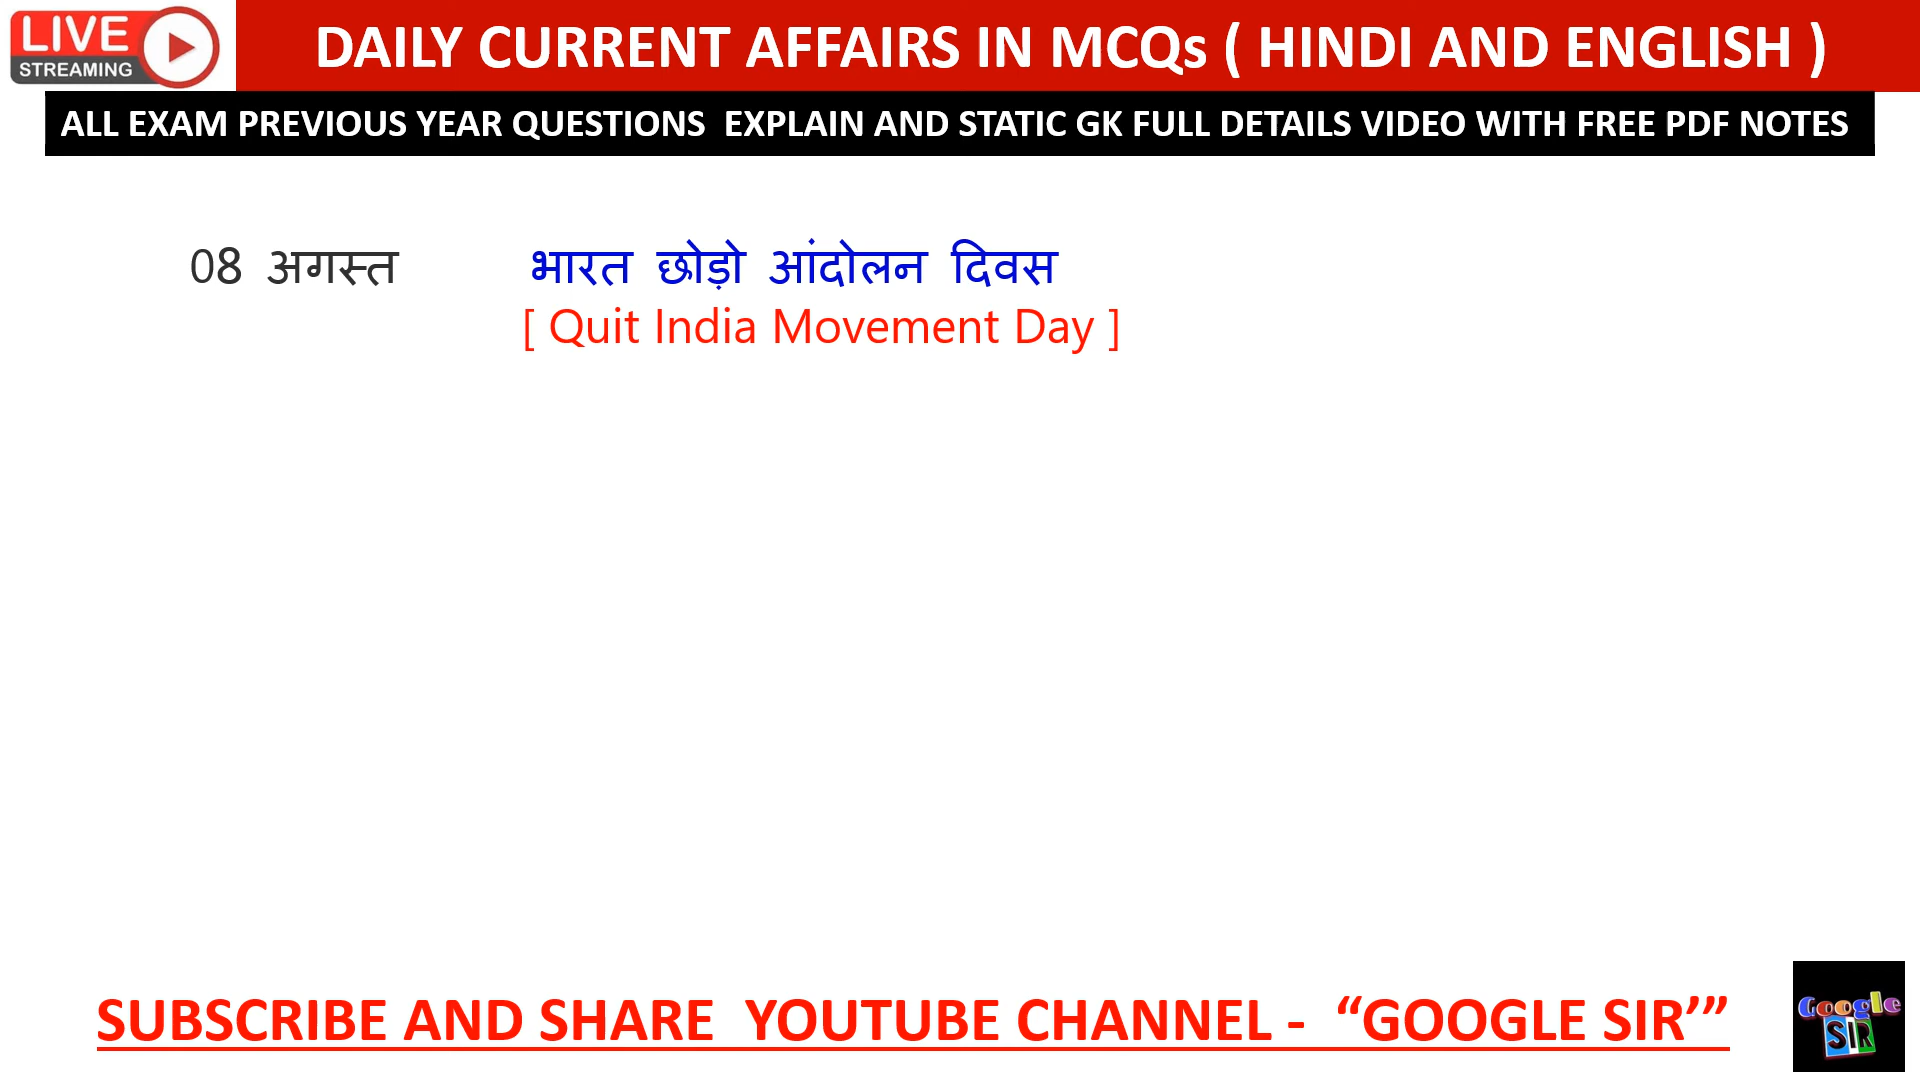 LIVE
STREAMING
DAILY CURRENT AFFAIRS IN MCQs ( HINDI AND ENGLISH )
ALL EXAM PREVIOUS YEAR QUESTIONS EXPLAIN AND STATIC GK FULL DETAILS VIDEO WITH FREE PDF NOTES
08 अगस्त भारत छोड़ो आंदोलन दिवस
[ Quit India Movement Day ]
SUBSCRIBE AND SHARE YOUTUBE CHANNEL - “GOOGLE SIR’”
Google
SIR